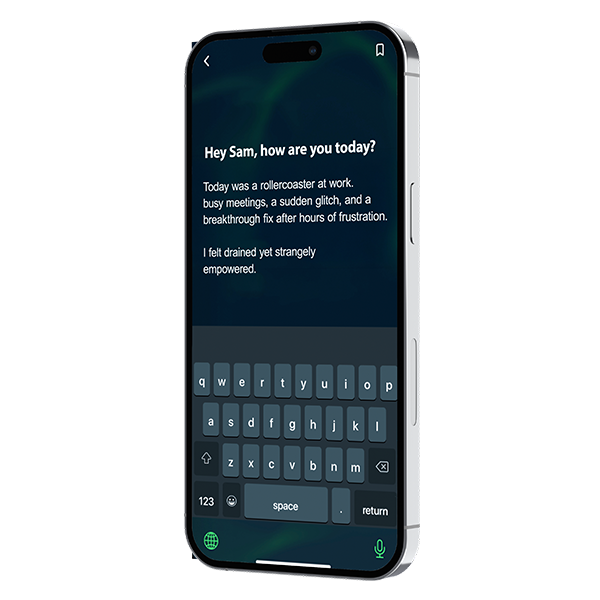 Hey Sam, how are you today?
Today was a rollercoaster at work.
busy meetings, a sudden glitch, and a
breakthrough fix after hours of frustration.
I felt drained yet strangely
empowered.
q w e r t y u i o p
a s d f g h j k l
z x c v b n m
123 space . return